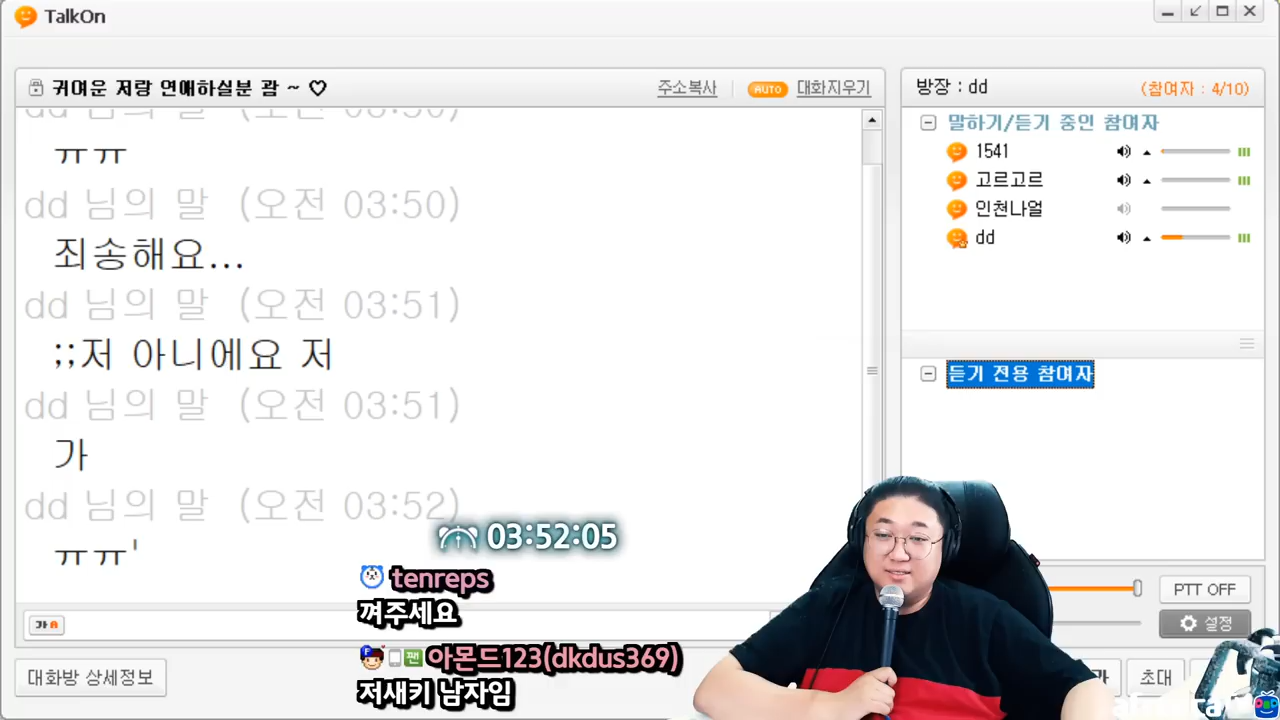 TalkOn
귀여운 저랑 연애하실분 괌 ~ ♡
주소복사
AUTO
대화지우기
ㅠㅠ
dd 님의 말 (오전 03:50)
죄송해요...
dd 님의 말 (오전 03:51)
;;저 아니에요 저
dd 님의 말 (오전 03:51)
가
dd 님의 말 (오전 03:52)
ㅠㅠ'
03:52:05
tenreps
껴주세요
짼 아몬드123(dkdus369)
저새키 남자임
가A
대화방 상세정보
방장 : dd
(참여자 : 4/10)
말하기/듣기 중인 참여자
1541
고르고르
인천나얼
dd
듣기 전용 참여자
PTT OFF
설정
초대